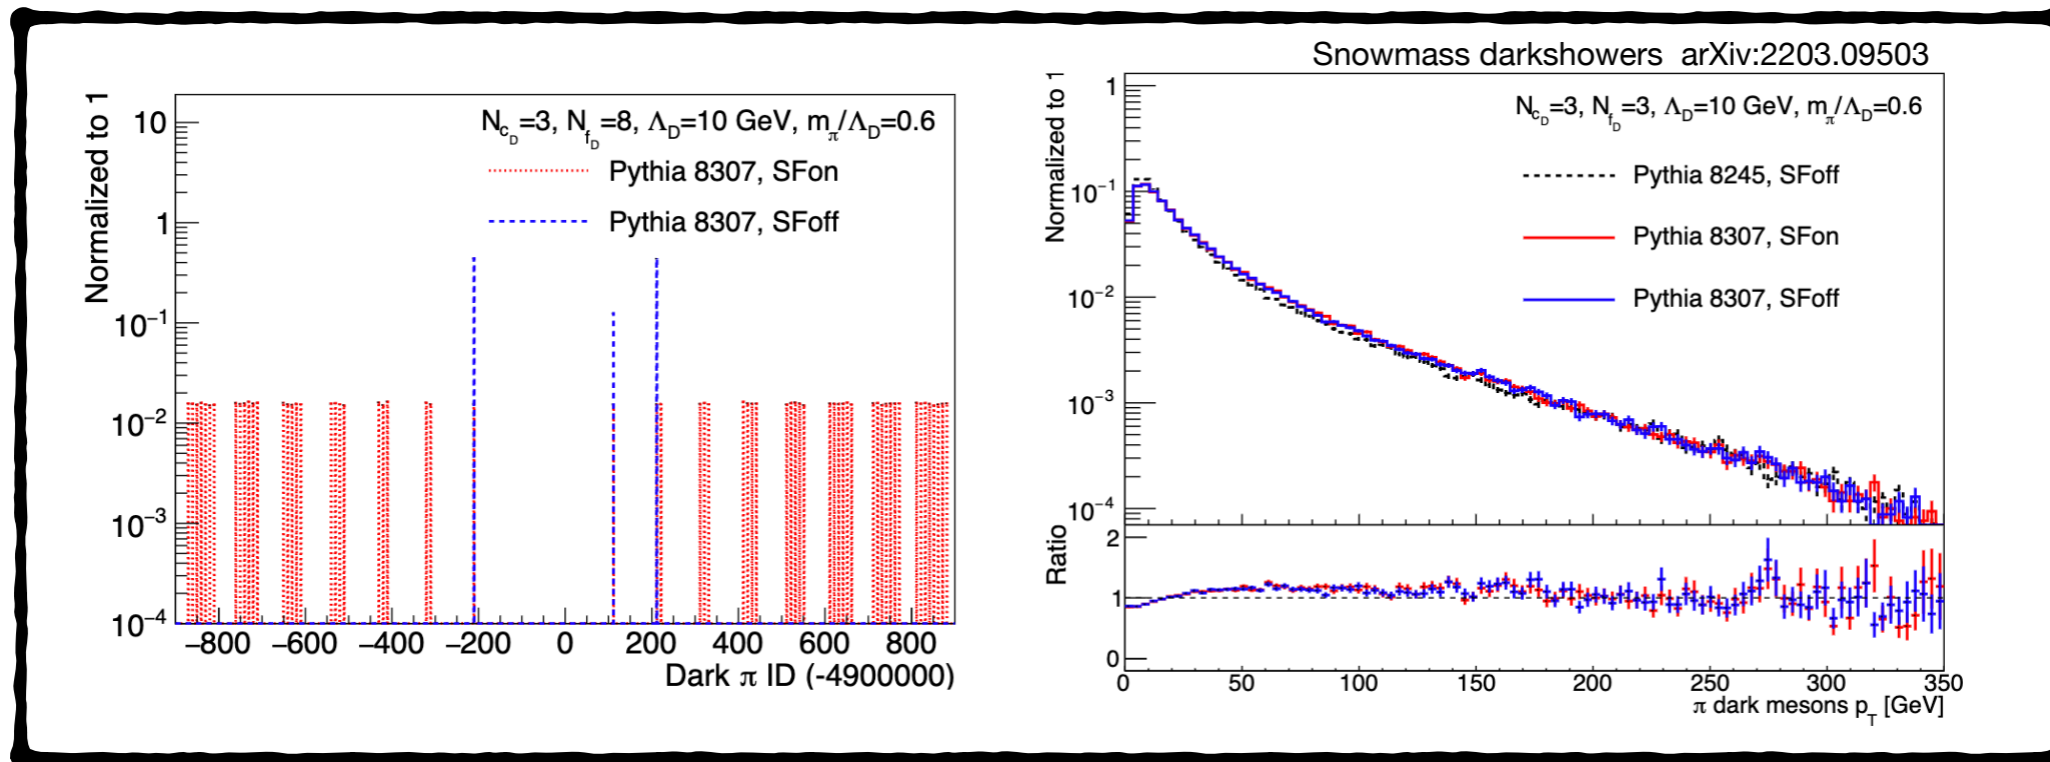 Snowmass darkshowers arXiv:2203.09503
Normalized to 1
10
1
10⁻¹
10⁻²
10⁻³
10⁻⁴
N_{c_D}=3, N_{f_D}=8, Λ_D=10 GeV, m_π/Λ_D=0.6
Pythia 8307, SFon
Pythia 8307, SFoff
−800 −600 −400 −200 0 200 400 600 800
Dark π ID (-4900000)
Normalized to 1
1
10⁻¹
10⁻²
10⁻³
10⁻⁴
N_{c_D}=3, N_{f_D}=3, Λ_D=10 GeV, m_π/Λ_D=0.6
Pythia 8245, SFoff
Pythia 8307, SFon
Pythia 8307, SFoff
Ratio
2
1
0
0 50 100 150 200 250 300 350
π dark mesons p_T [GeV]